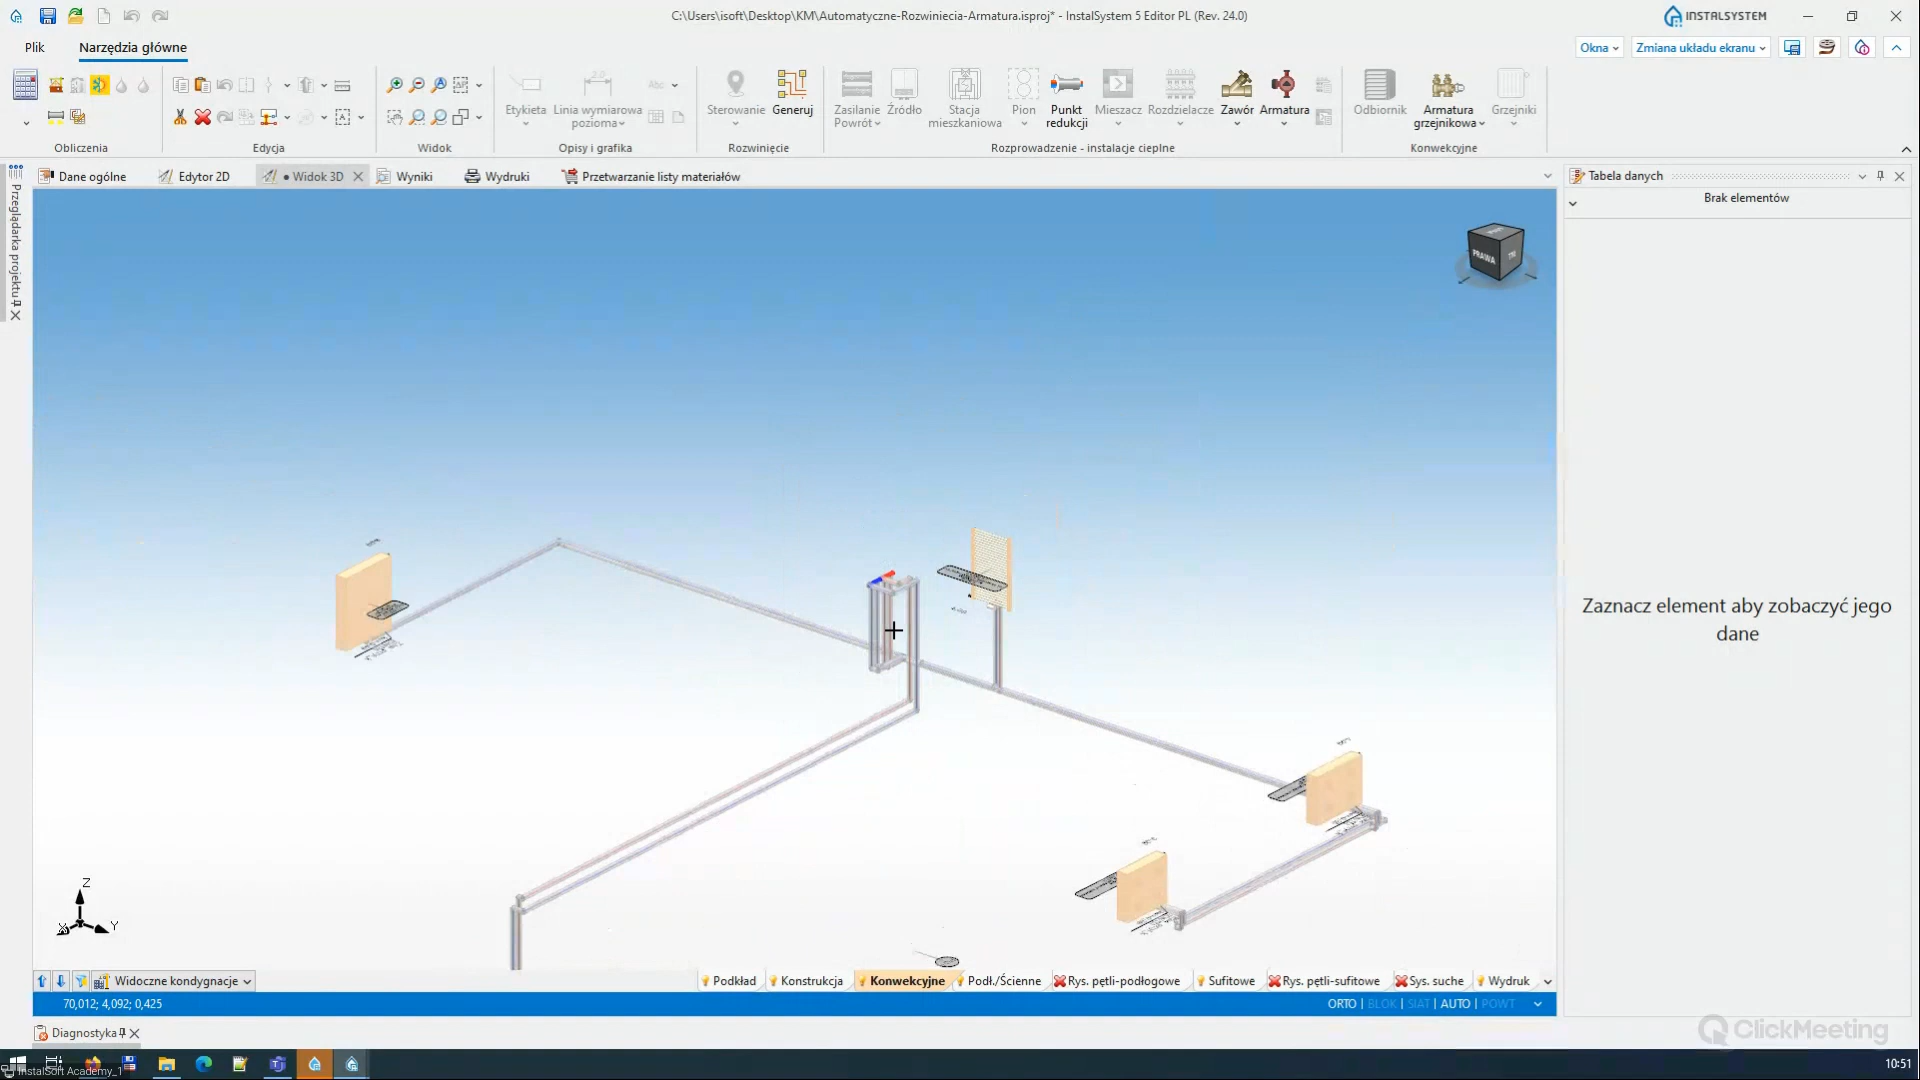 C:\Users\isoft\Desktop\KM\Automatyczne-Rozwiniecia-Armatura.isproj* - InstalSystem 5 Editor PL (Rev. 24.0)
INSTALSYSTEM
Plik
Narzędzia główne
Okna
Zmiana układu ekranu
Etykieta
Linia wymiarowa pozioma
Abc
Sterowanie
Generuj
Zasilanie Powrót
Źródło
Stacja mieszkaniowa
Pion
Punkt redukcji
Mieszacz
Rozdzielacze
Zawór
Armatura
Odbiornik
Armatura grzejnikowa
Grzejniki
Obliczenia
Edycja
Widok
Opisy i grafika
Rozwinięcie
Rozprowadzenie - instalacje cieplne
Konwekcyjne
Przeglądarka projektu
Dane ogólne
Edytor 2D
• Widok 3D
Wyniki
Wydruki
Przetwarzanie listy materiałów
Tabela danych
Brak elementów
PRAWA
Zaznacz element aby zobaczyć jego
dane
Z
X
Y
Widoczne kondygnacje
Podkład
Konstrukcja
Konwekcyjne
Podł./Ścienne
Rys. pętli-podłogowe
Sufitowe
Rys. pętli-sufitowe
Sys. suche
Wydruk
70,012; 4,092; 0,425
ORTO | BLOK | SIAT | AUTO | POWT
Diagnostyka
ClickMeeting
InstalSoft Academy_1
10:51